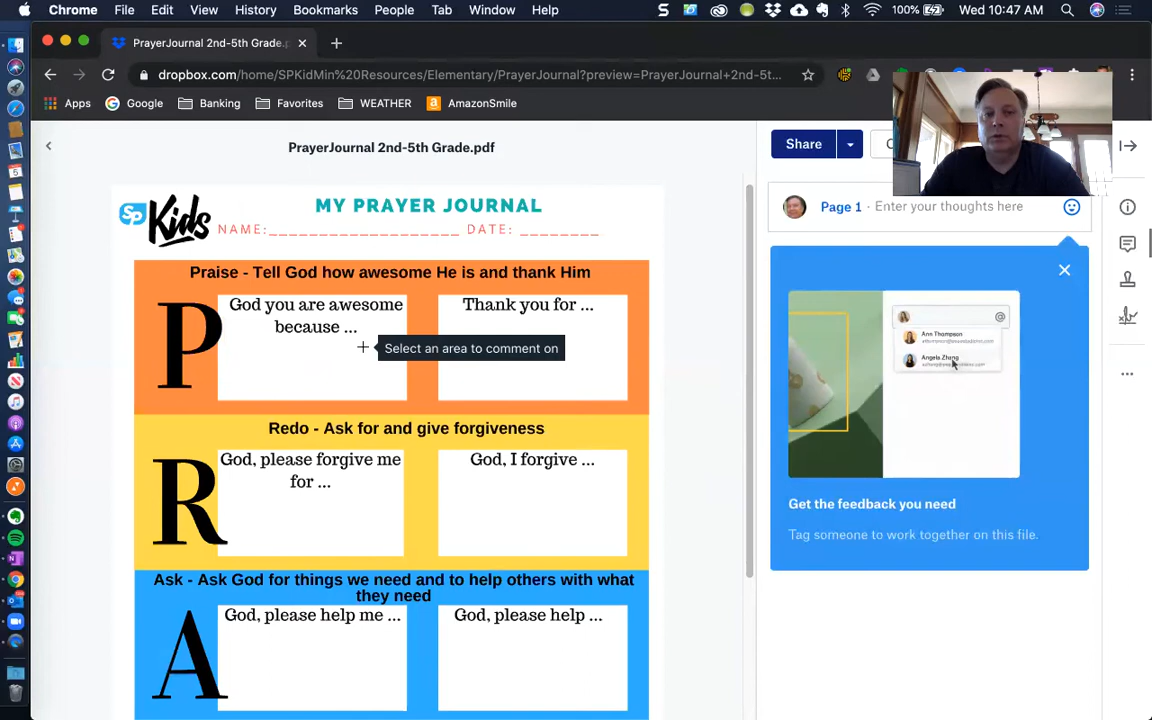 Chrome File Edit View History Bookmarks People Tab Window Help 100% Wed 10:47 AM
PrayerJournal 2nd-5th Grade.p
dropbox.com/home/SPKidMin%20Resources/Elementary/PrayerJournal?preview=PrayerJournal+2nd-5t...
Apps Google Banking Favorites WEATHER AmazonSmile
PrayerJournal 2nd-5th Grade.pdf
Share
Page 1 Enter your thoughts here
Sp Kids
MY PRAYER JOURNAL
NAME:___________________ DATE: ________
Praise - Tell God how awesome He is and thank Him
P
God you are awesome
because ...
Thank you for ...
Select an area to comment on
Redo - Ask for and give forgiveness
R
God, please forgive me
for ...
God, I forgive ...
Ask - Ask God for things we need and to help others with what
they need
A
God, please help me ...
God, please help ...
@
Ann Thompson
Angela Zhang
Get the feedback you need
Tag someone to work together on this file.